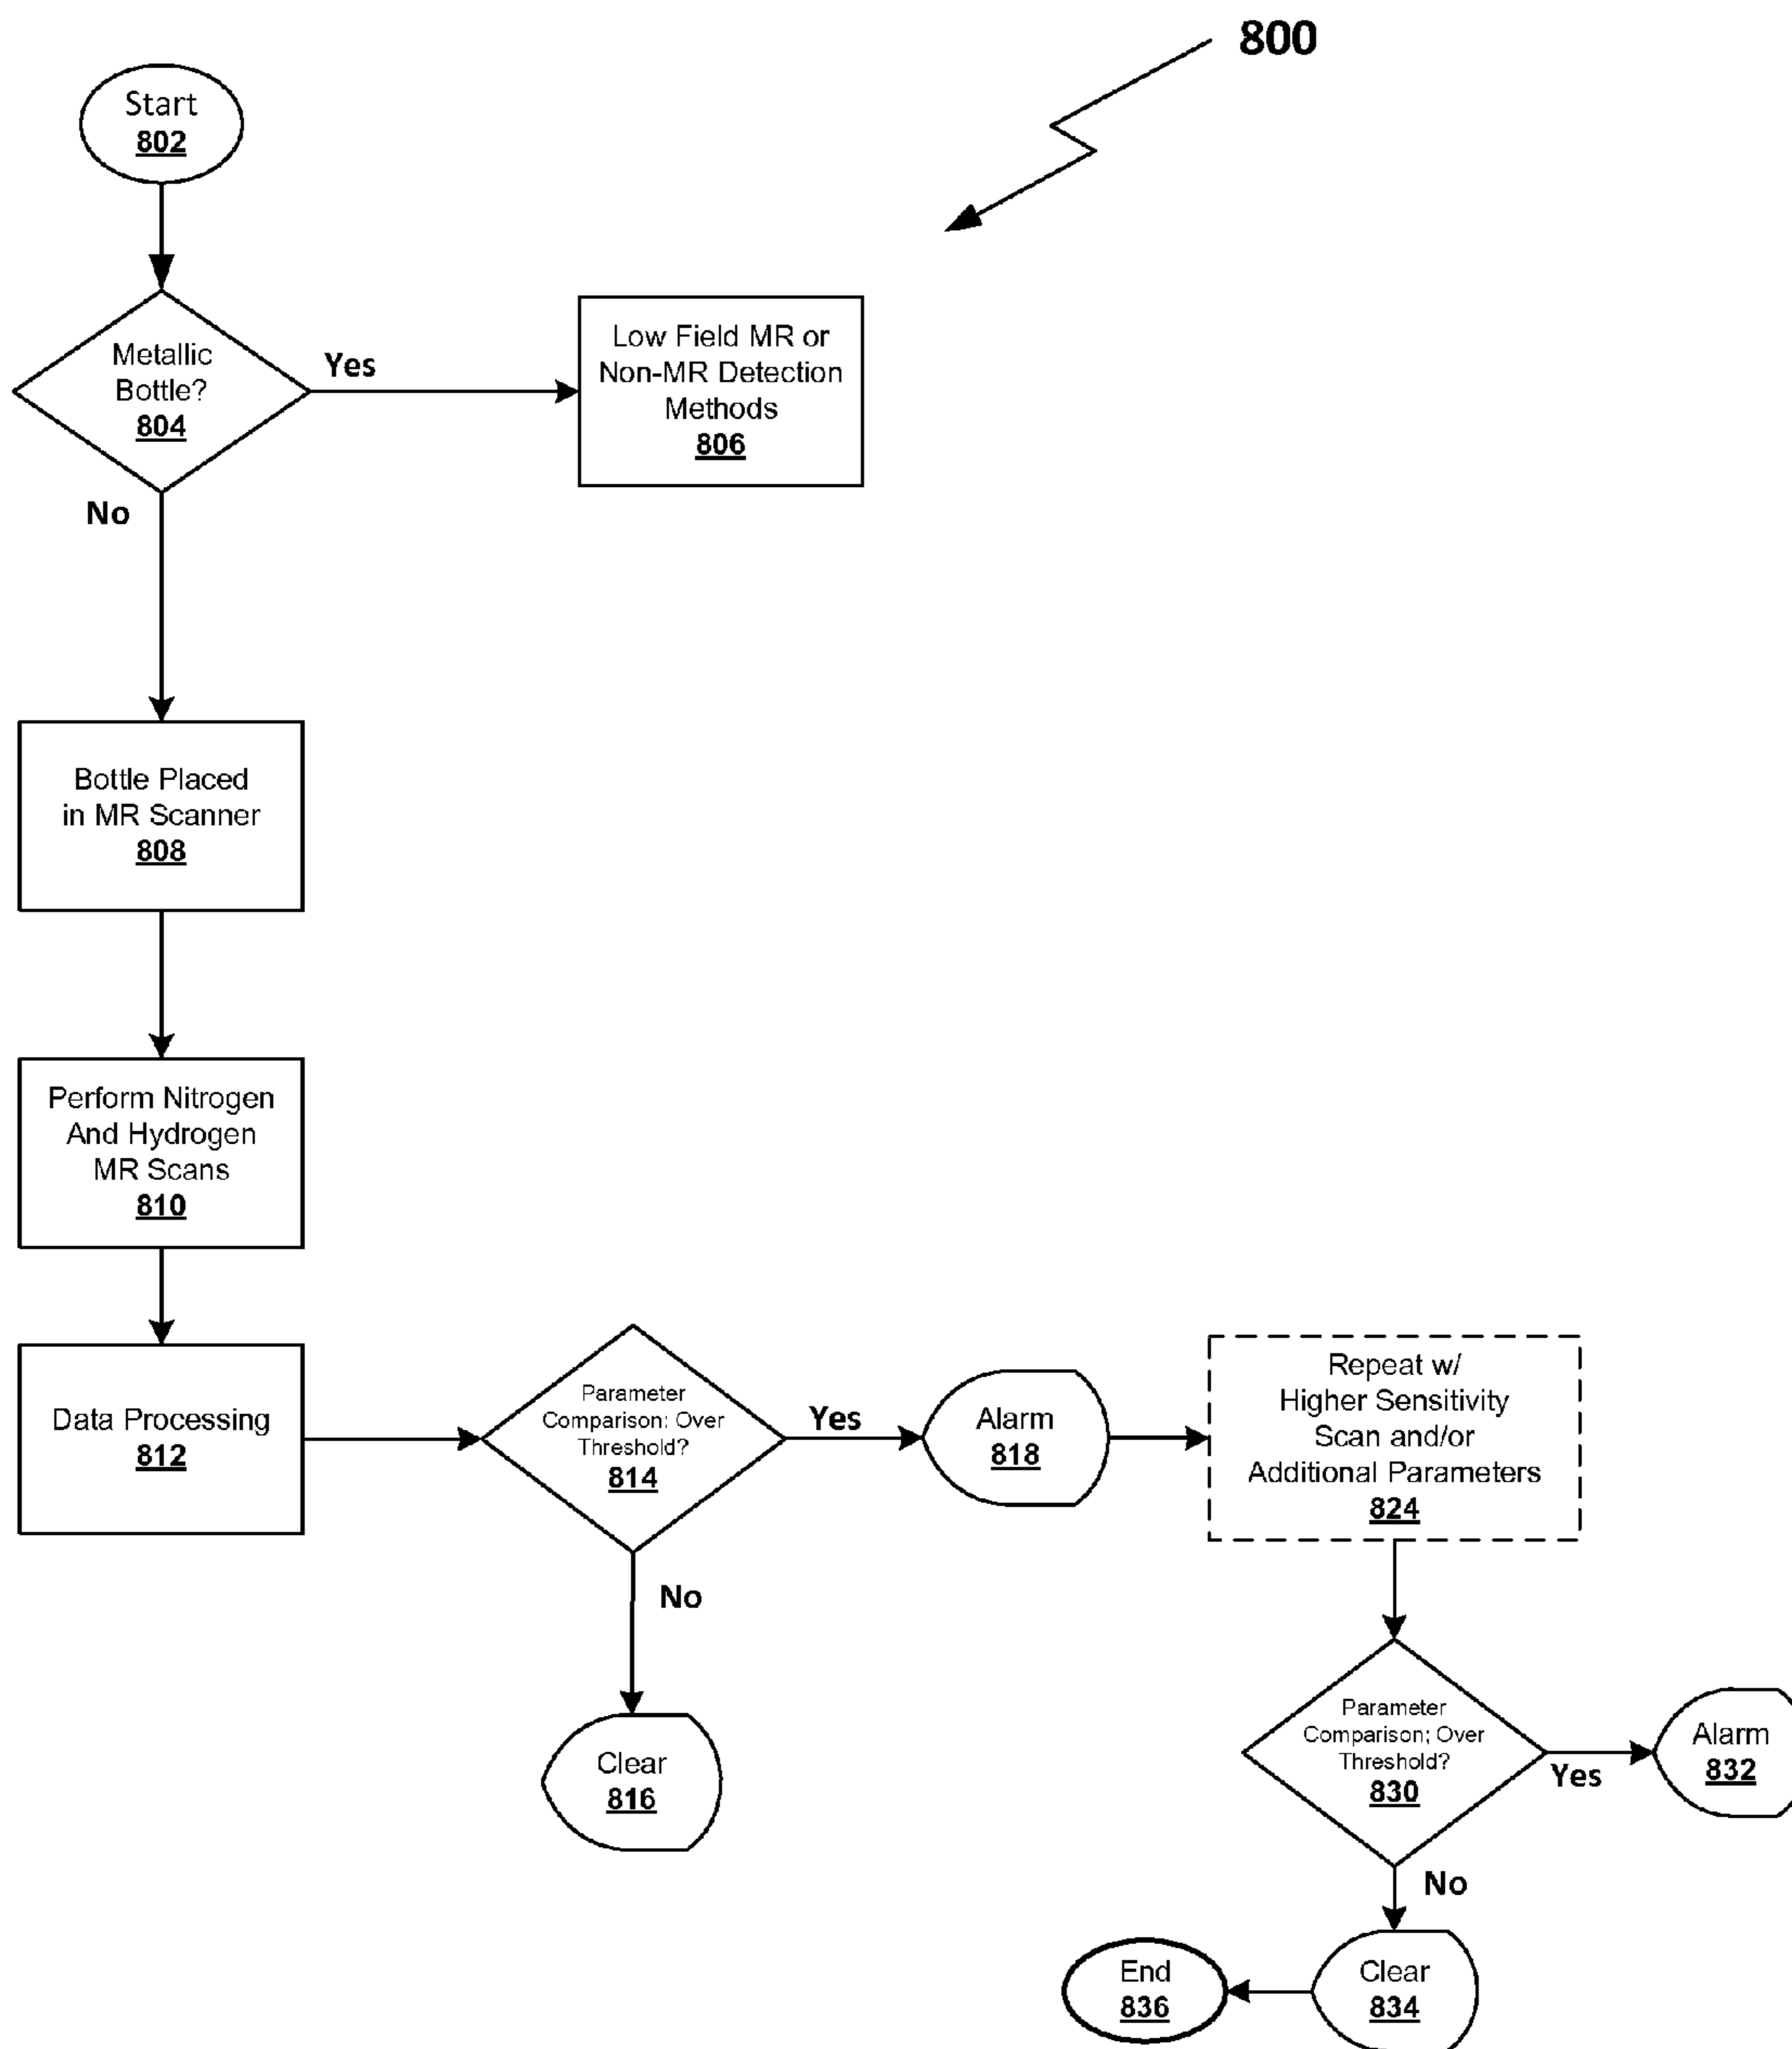 800
Start
802
Metallic
Bottle?
804
Yes
Low Field MR or
Non-MR Detection
Methods
806
No
Bottle Placed
in MR Scanner
808
Perform Nitrogen
And Hydrogen
MR Scans
810
Data Processing
812
Parameter
Comparison: Over
Threshold?
814
Yes
Alarm
818
Repeat w/
Higher Sensitivity
Scan and/or
Additional Parameters
824
No
Clear
816
Parameter
Comparison; Over
Threshold?
830
Yes
Alarm
832
No
Clear
834
End
836